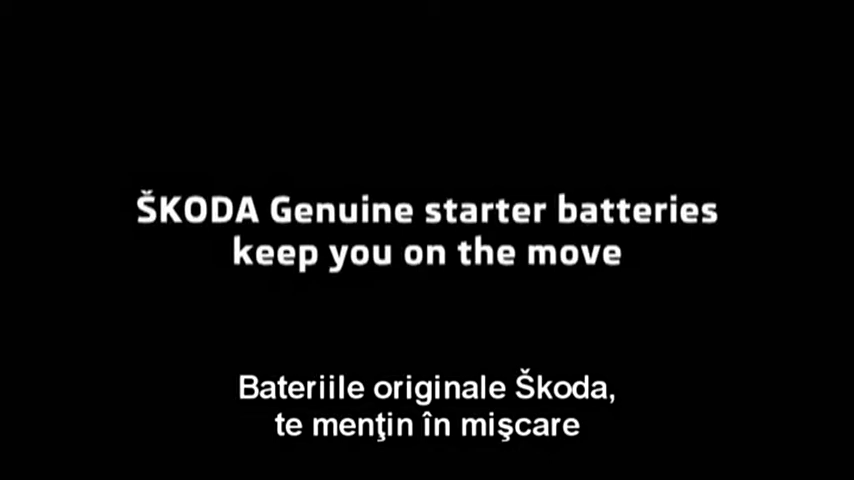 ŠKODA Genuine starter batteries
keep you on the move
Bateriile originale Škoda,
te menţin în mişcare